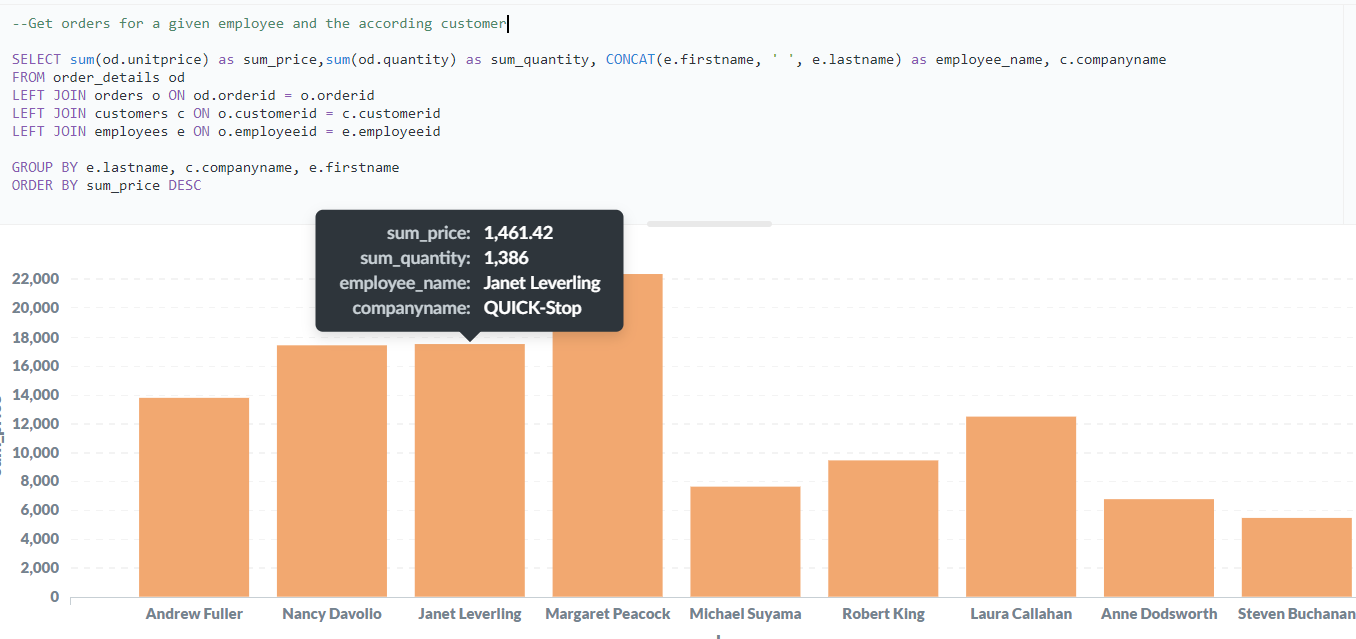 --Get orders for a given employee and the according customer
SELECT sum(od.unitprice) as sum_price,sum(od.quantity) as sum_quantity, CONCAT(e.firstname, ' ', e.lastname) as employee_name, c.companyname
FROM order_details od
LEFT JOIN orders o ON od.orderid = o.orderid
LEFT JOIN customers c ON o.customerid = c.customerid
LEFT JOIN employees e ON o.employeeid = e.employeeid
GROUP BY e.lastname, c.companyname, e.firstname
ORDER BY sum_price DESC
sum_price: 1,461.42
sum_quantity: 1,386
employee_name: Janet Leverling
companyname: QUICK-Stop
22,000
20,000
18,000
16,000
14,000
12,000
10,000
8,000
6,000
4,000
2,000
0
Andrew Fuller Nancy Davolio Janet Leverling Margaret Peacock Michael Suyama Robert King Laura Callahan Anne Dodsworth Steven Buchanan